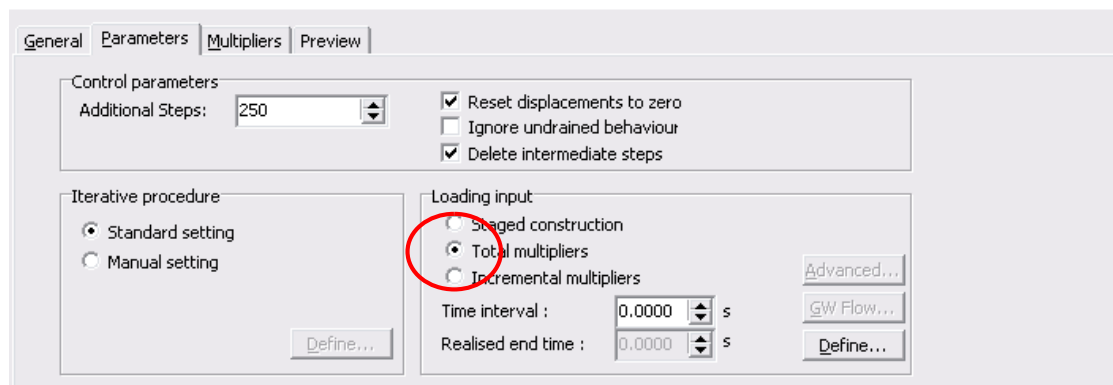 General Parameters Multipliers Preview
Control parameters
Additional Steps: 250
Reset displacements to zero
Ignore undrained behaviour
Delete intermediate steps
Iterative procedure
Standard setting
Manual setting
Define...
Loading input
Staged construction
Total multipliers
Incremental multipliers
Advanced...
Time interval : 0.0000 s
GW Flow...
Realised end time : 0.0000 s
Define...